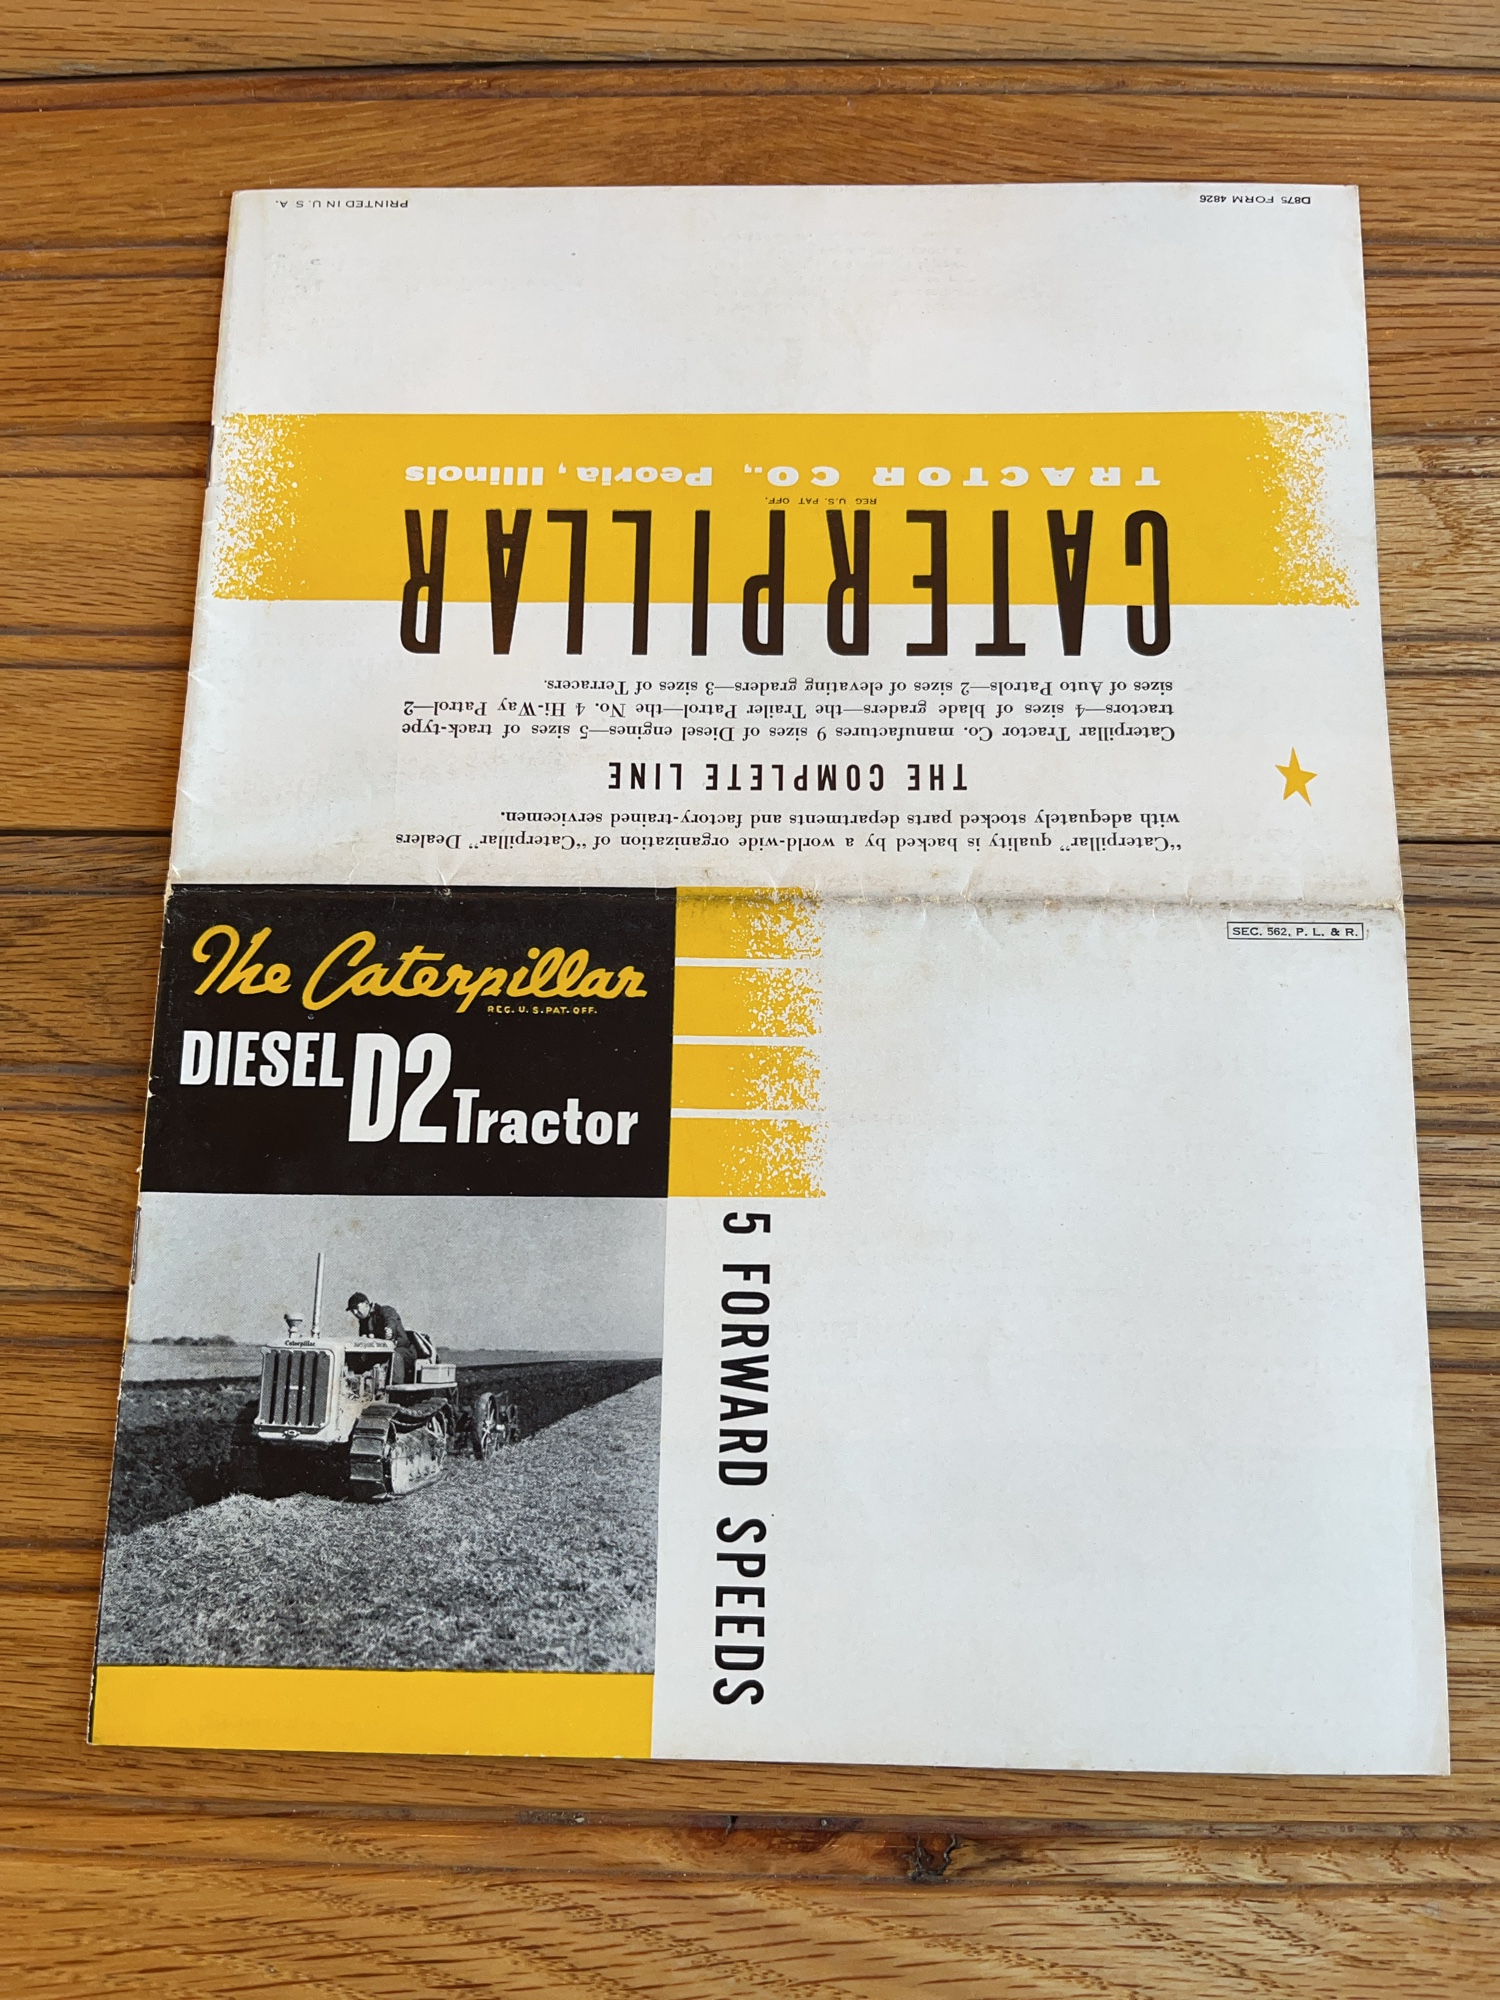 "Caterpillar" quality is backed by a world-wide organization of "Caterpillar" Dealers
with adequately stocked parts departments and factory-trained servicemen.
THE COMPLETE LINE
Caterpillar Tractor Co. manufactures 9 sizes of Diesel engines—5 sizes of track-type
tractors—4 sizes of blade graders—the Trailer Patrol—the No. 4 Hi-Way Patrol—2
sizes of Auto Patrols—2 sizes of elevating graders—3 sizes of Terracers.
CATERPILLAR
REG. U.S. PAT. OFF.
TRACTOR CO., Peoria, Illinois
D875 FORM 4826
PRINTED IN U. S. A.
The Caterpillar
REG. U. S. PAT. OFF.
DIESEL D2 Tractor
SEC. 562, P. L. & R.
5 FORWARD SPEEDS
Caterpillar